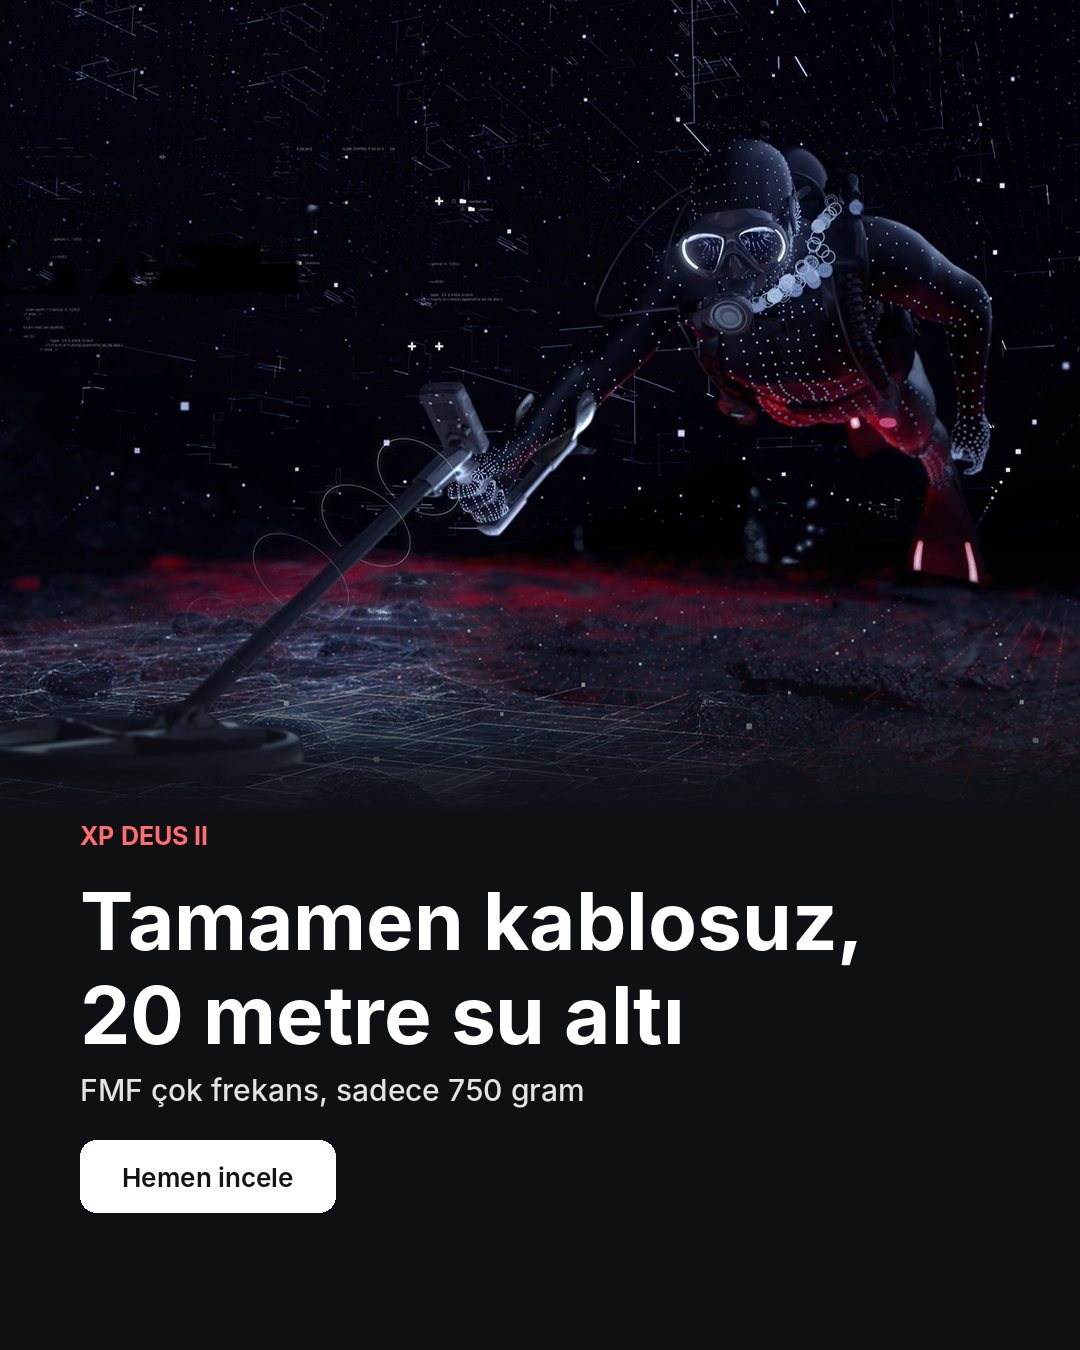 XP DEUS II
Tamamen kablosuz,
20 metre su altı
FMF çok frekans, sadece 750 gram
Hemen incele